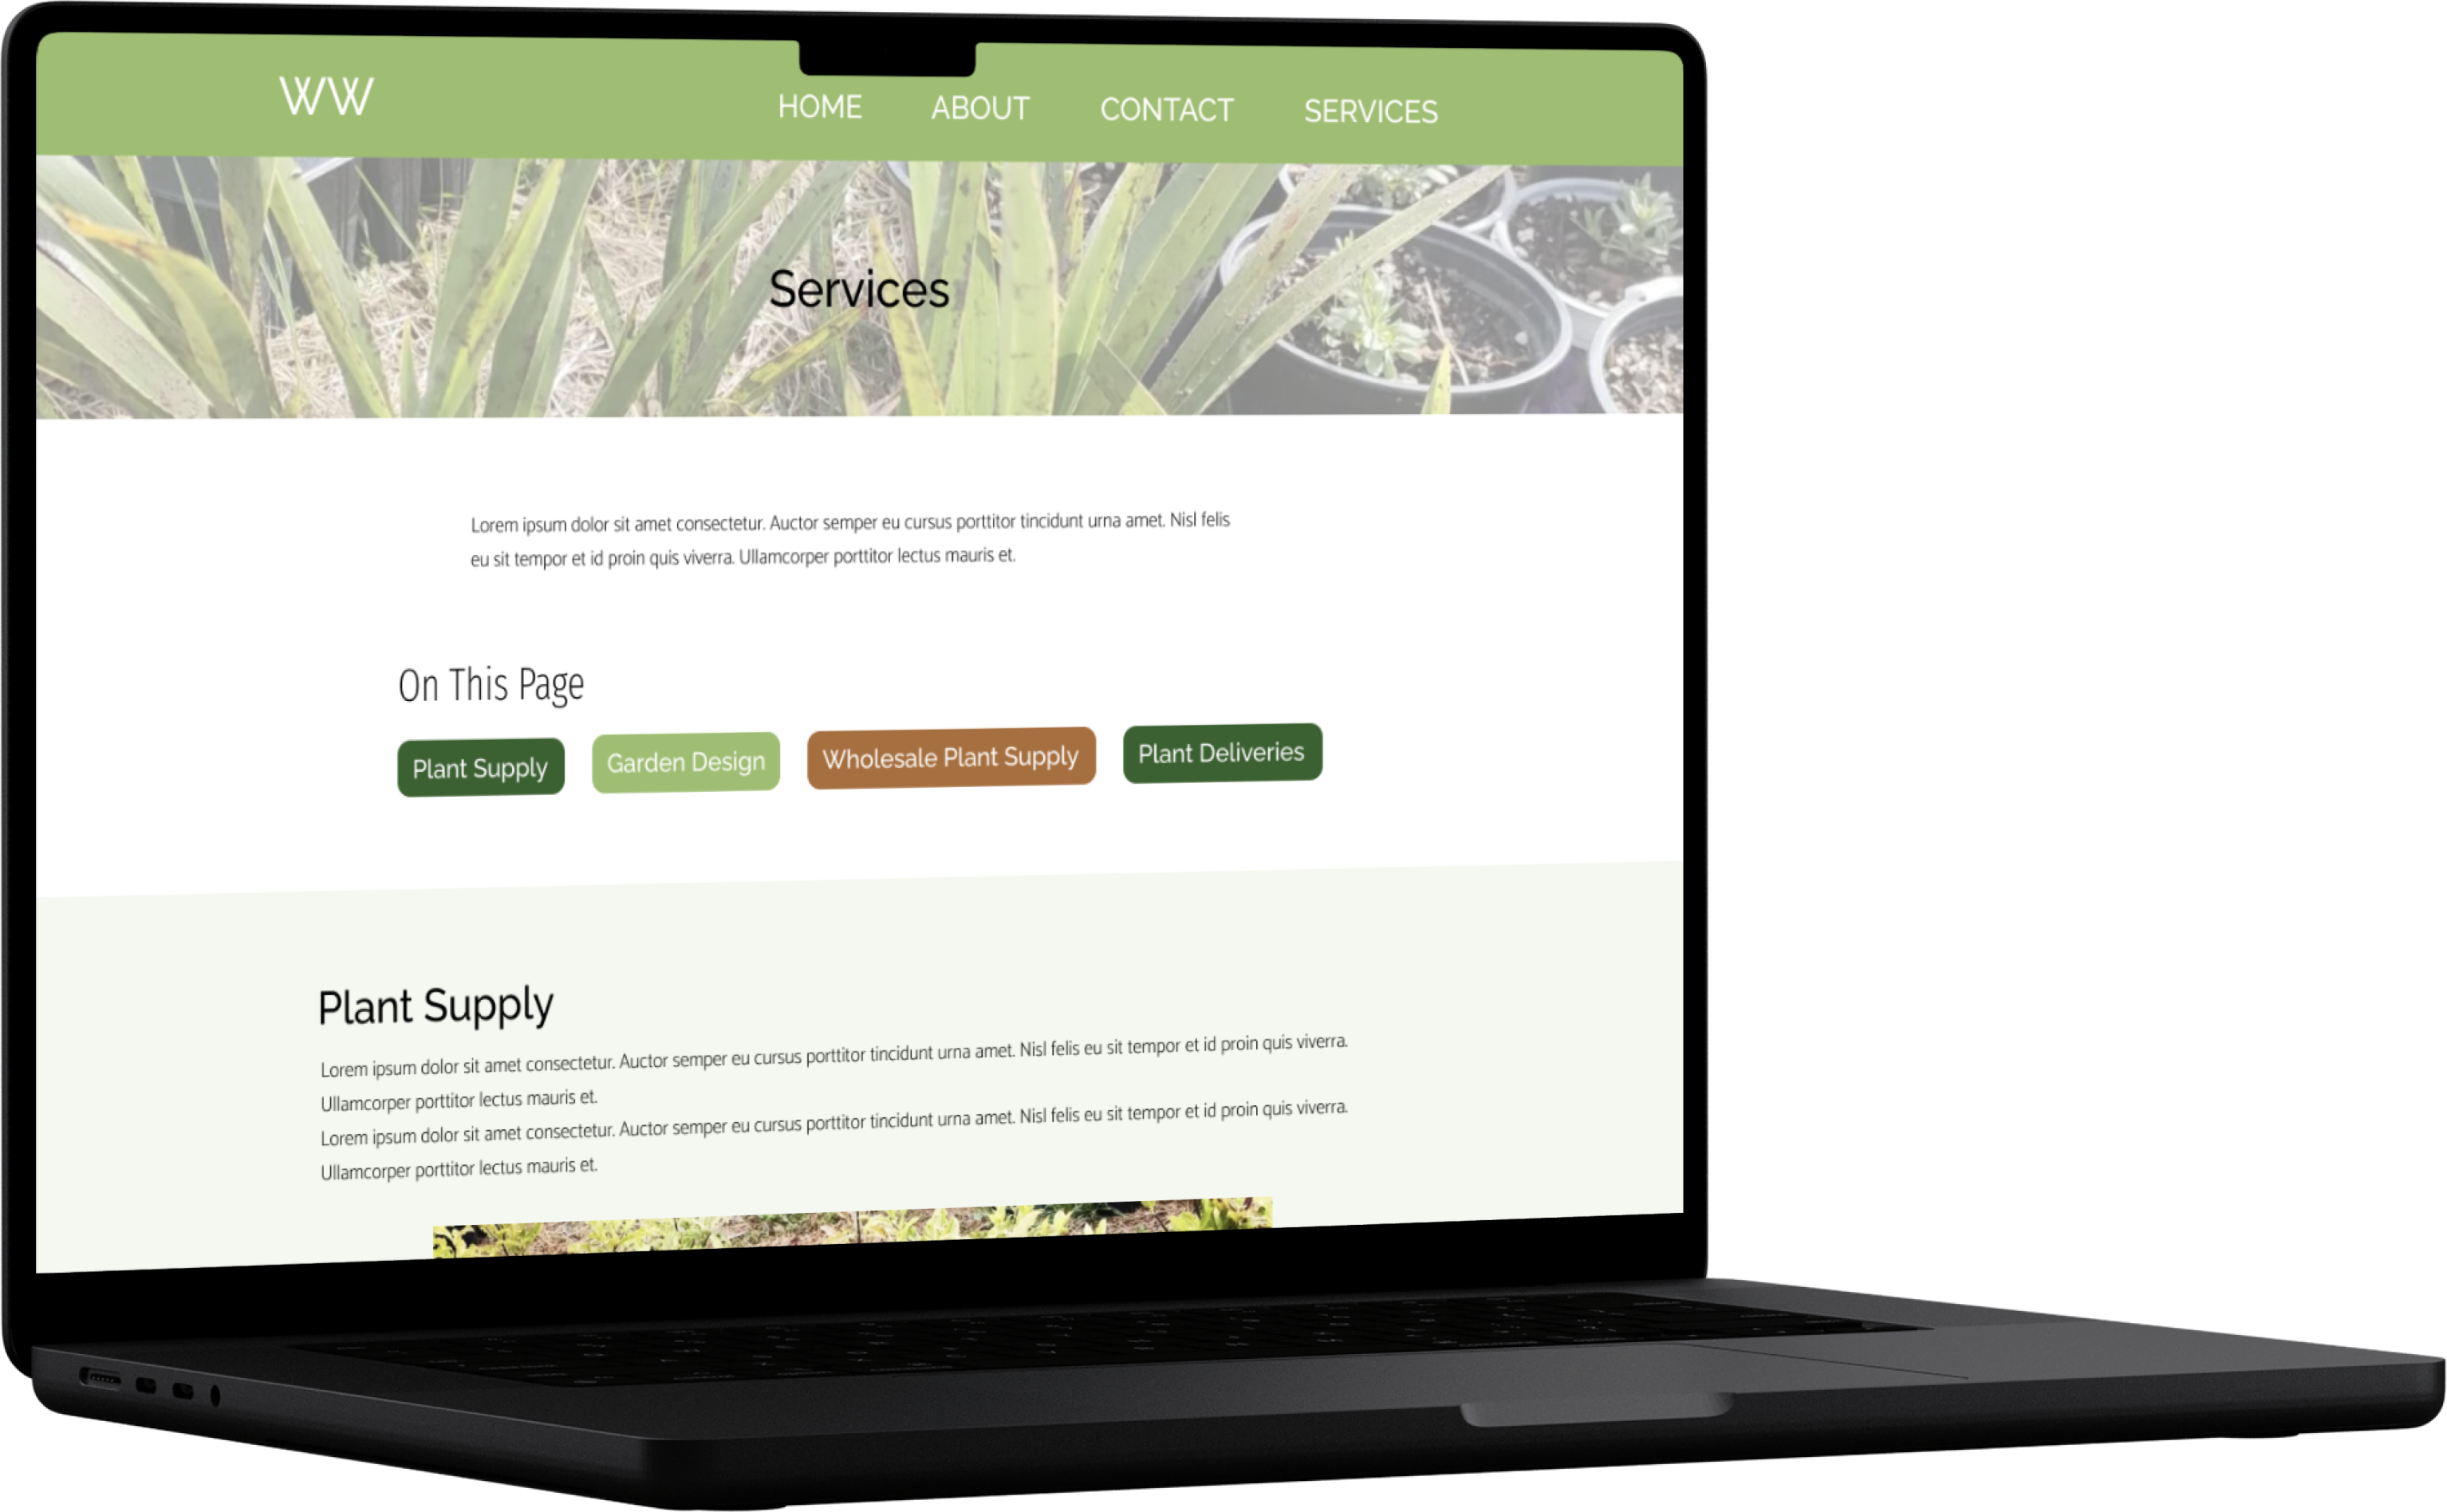 WW
HOME ABOUT CONTACT SERVICES
Services
Lorem ipsum dolor sit amet consectetur. Auctor semper eu cursus porttitor tincidunt urna amet. Nisl felis
eu sit tempor et id proin quis viverra. Ullamcorper porttitor lectus mauris et.
On This Page
Plant Supply Garden Design Wholesale Plant Supply Plant Deliveries
Plant Supply
Lorem ipsum dolor sit amet consectetur. Auctor semper eu cursus porttitor tincidunt urna amet. Nisl felis eu sit tempor et id proin quis viverra.
Ullamcorper porttitor lectus mauris et.
Lorem ipsum dolor sit amet consectetur. Auctor semper eu cursus porttitor tincidunt urna amet. Nisl felis eu sit tempor et id proin quis viverra.
Ullamcorper porttitor lectus mauris et.